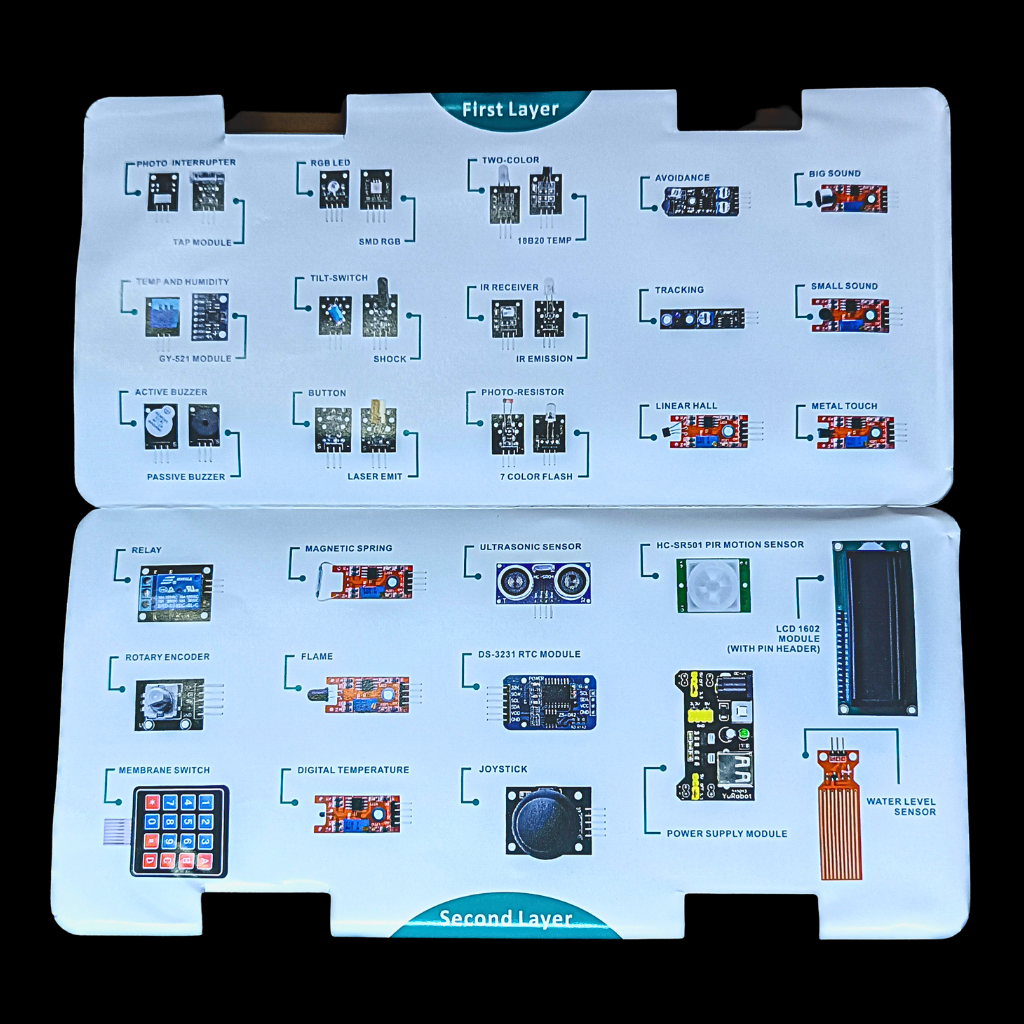 First Layer
PHOTO INTERRUPTER
TAP MODULE
RGB LED
SMD RGB
TWO-COLOR
18B20 TEMP
AVOIDANCE
BIG SOUND
TEMP AND HUMIDITY
GY-521 MODULE
TILT-SWITCH
SHOCK
IR RECEIVER
IR EMISSION
TRACKING
SMALL SOUND
ACTIVE BUZZER
PASSIVE BUZZER
BUTTON
LASER EMIT
PHOTO-RESISTOR
7 COLOR FLASH
LINEAR HALL
METAL TOUCH
RELAY
MAGNETIC SPRING
ULTRASONIC SENSOR
HC-SR501 PIR MOTION SENSOR
LCD 1602
MODULE
(WITH PIN HEADER)
ROTARY ENCODER
FLAME
DS-3231 RTC MODULE
MEMBRANE SWITCH
DIGITAL TEMPERATURE
JOYSTICK
POWER SUPPLY MODULE
WATER LEVEL
SENSOR
Second Layer